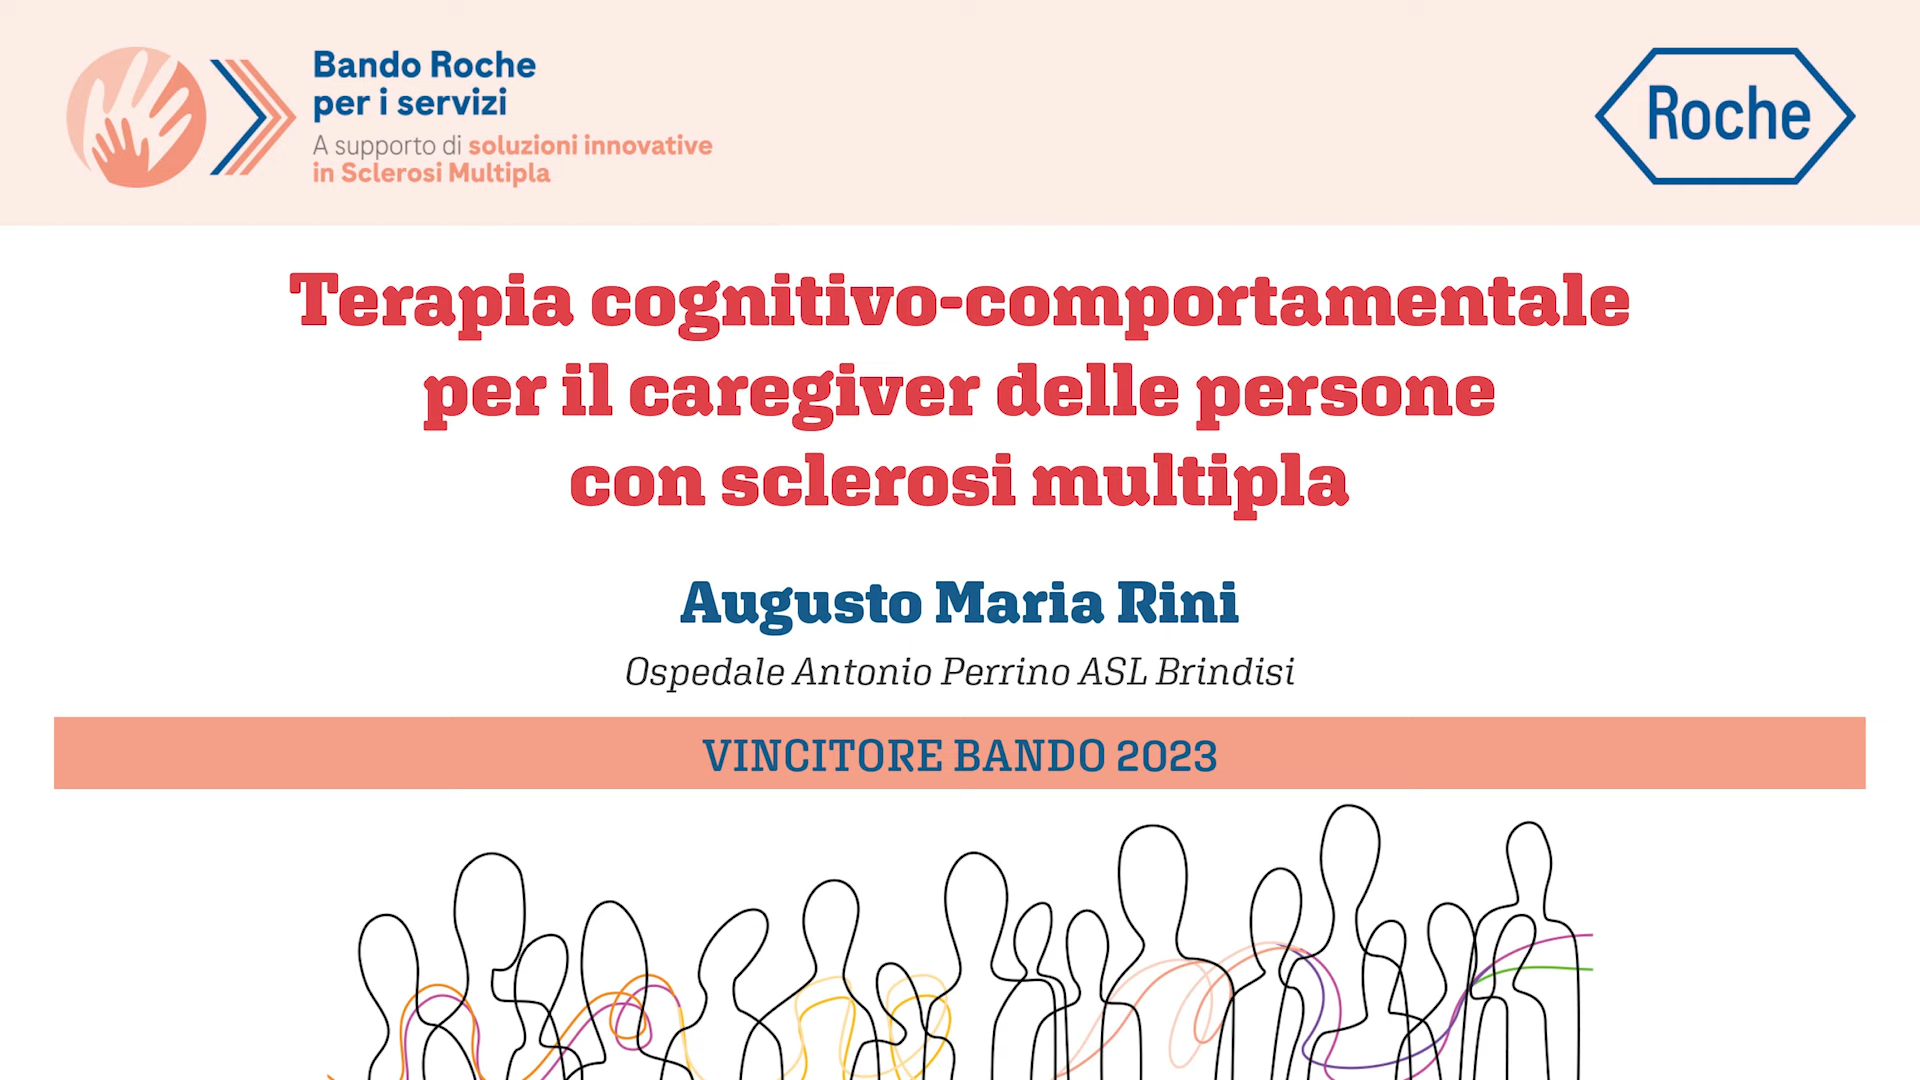 Bando Roche
per i servizi
A supporto di soluzioni innovative
in Sclerosi Multipla
Roche
Terapia cognitivo-comportamentale
per il caregiver delle persone
con sclerosi multipla
Augusto Maria Rini
Ospedale Antonio Perrino ASL Brindisi
VINCITORE BANDO 2023